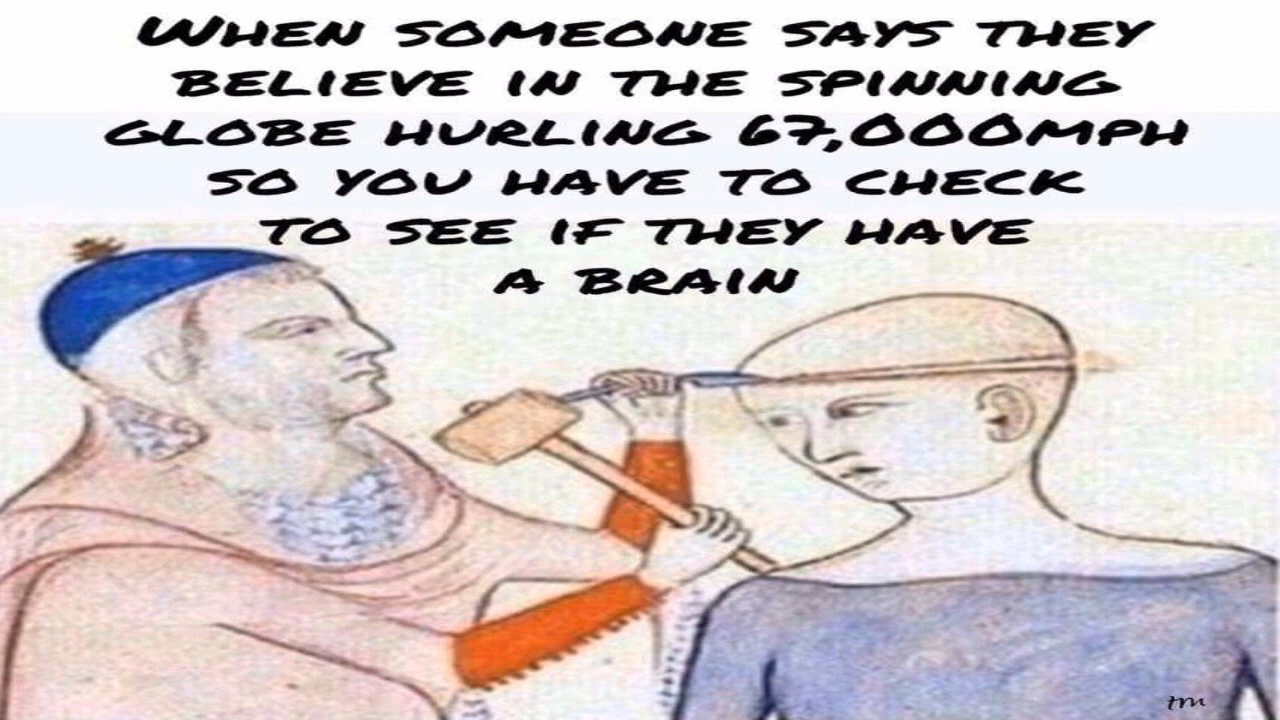 WHEN SOMEONE SAYS THEY
BELIEVE IN THE SPINNING
GLOBE HURLING 67,000MPH
SO YOU HAVE TO CHECK
TO SEE IF THEY HAVE
A BRAIN
tm